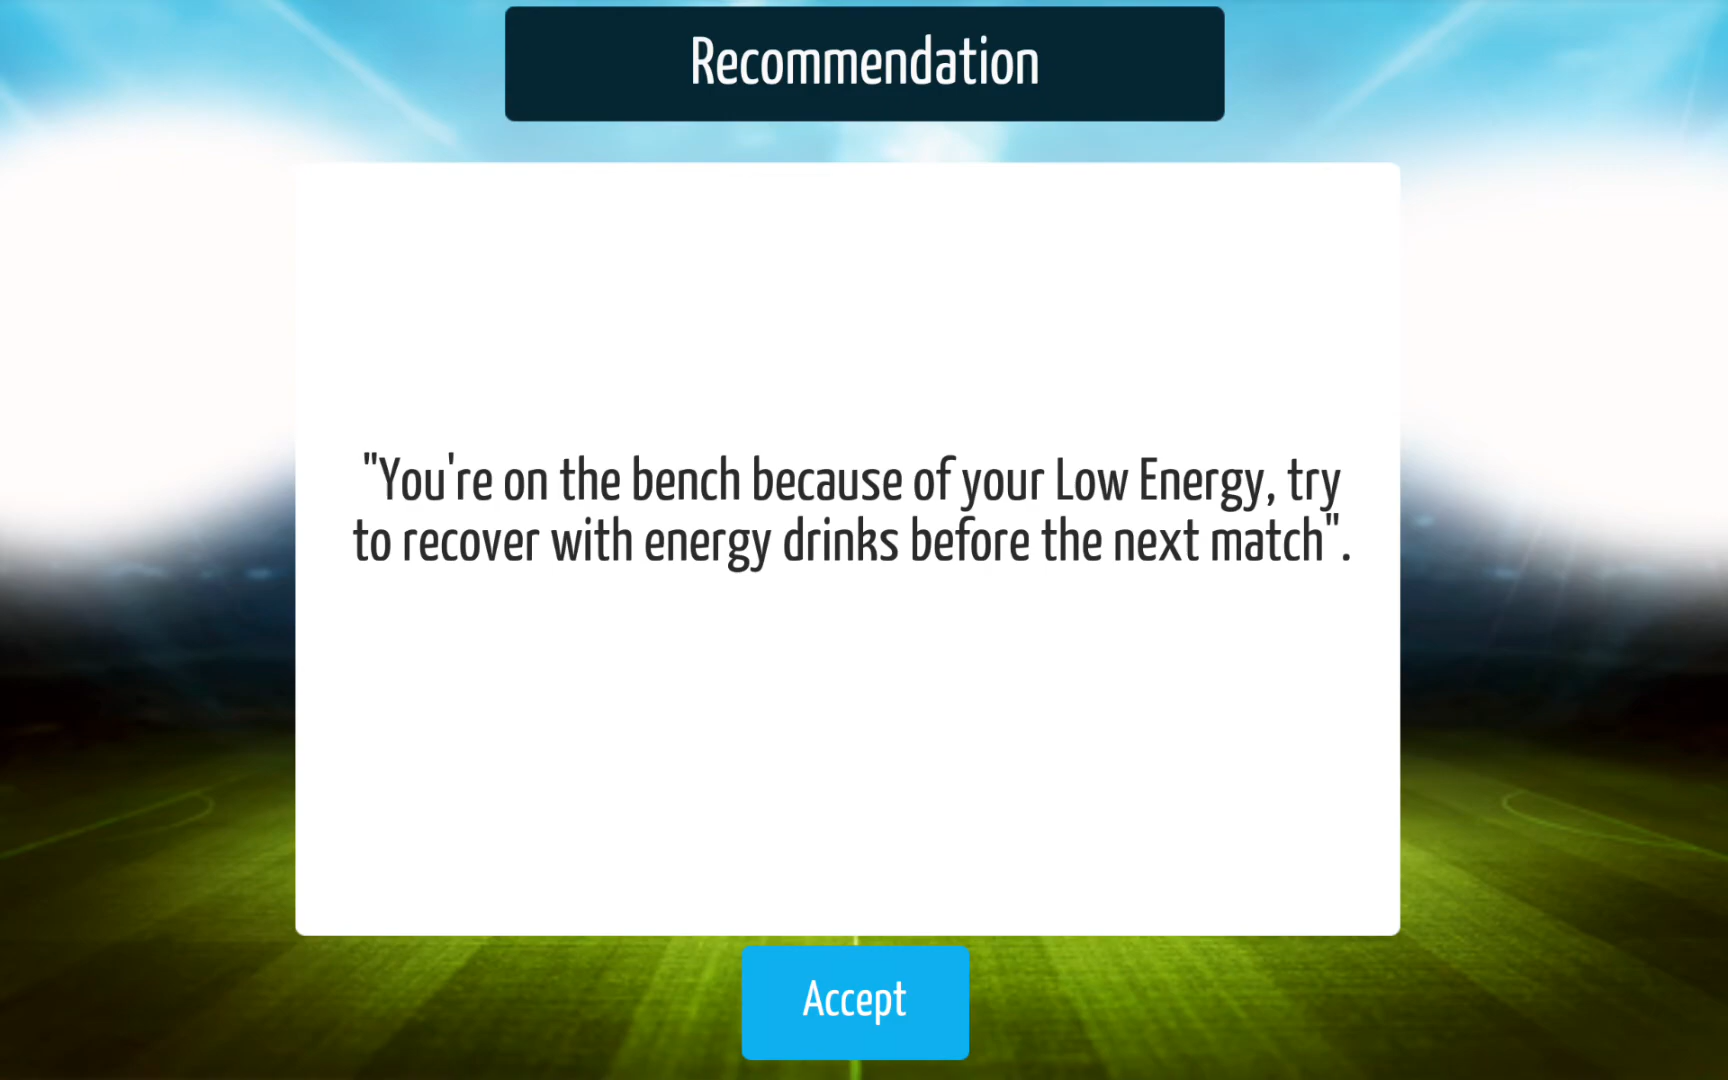 Recommendation
"You're on the bench because of your Low Energy, try
to recover with energy drinks before the next match".
Accept